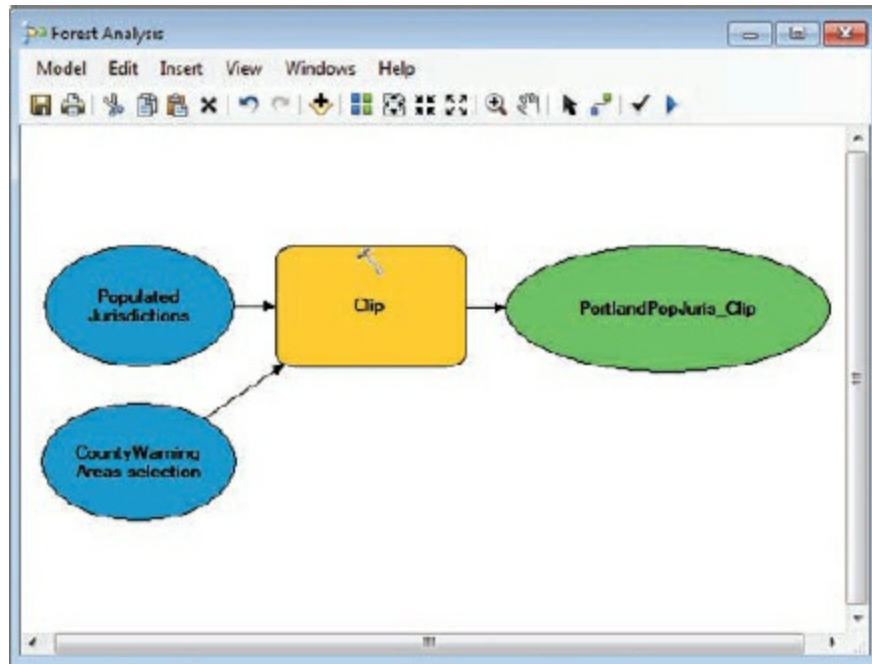 Forest Analysis
Model Edit Insert View Windows Help
Populated
Jurisdictions
Clip
PortlandPopJuris_Clip
CountyWarning
Areas selection